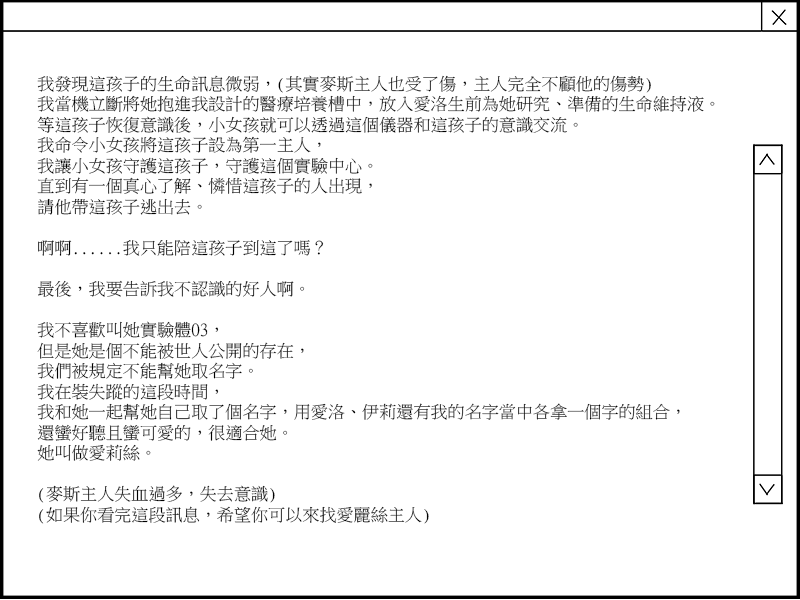 我發現這孩子的生命訊息微弱，(其實麥斯主人也受了傷，主人完全不顧他的傷勢)
我當機立斷將她抱進我設計的醫療培養槽中，放入愛洛生前為她研究、準備的生命維持液。
等這孩子恢復意識後，小女孩就可以透過這個儀器和這孩子的意識交流。
我命令小女孩將這孩子設為第一主人，
我讓小女孩守護這孩子，守護這個實驗中心。
直到有一個真心了解、憐惜這孩子的人出現，
請他帶這孩子逃出去。
啊啊......我只能陪這孩子到這了嗎？
最後，我要告訴我不認識的好人啊。
我不喜歡叫她實驗體03，
但是她是個不能被世人公開的存在，
我們被規定不能幫她取名字。
我在裝失蹤的這段時間，
我和她一起幫她自己取了個名字，用愛洛、伊莉還有我的名字當中各拿一個字的組合，
還蠻好聽且蠻可愛的，很適合她。
她叫做愛莉絲。
(麥斯主人失血過多，失去意識)
(如果你看完這段訊息，希望你可以來找愛麗絲主人)